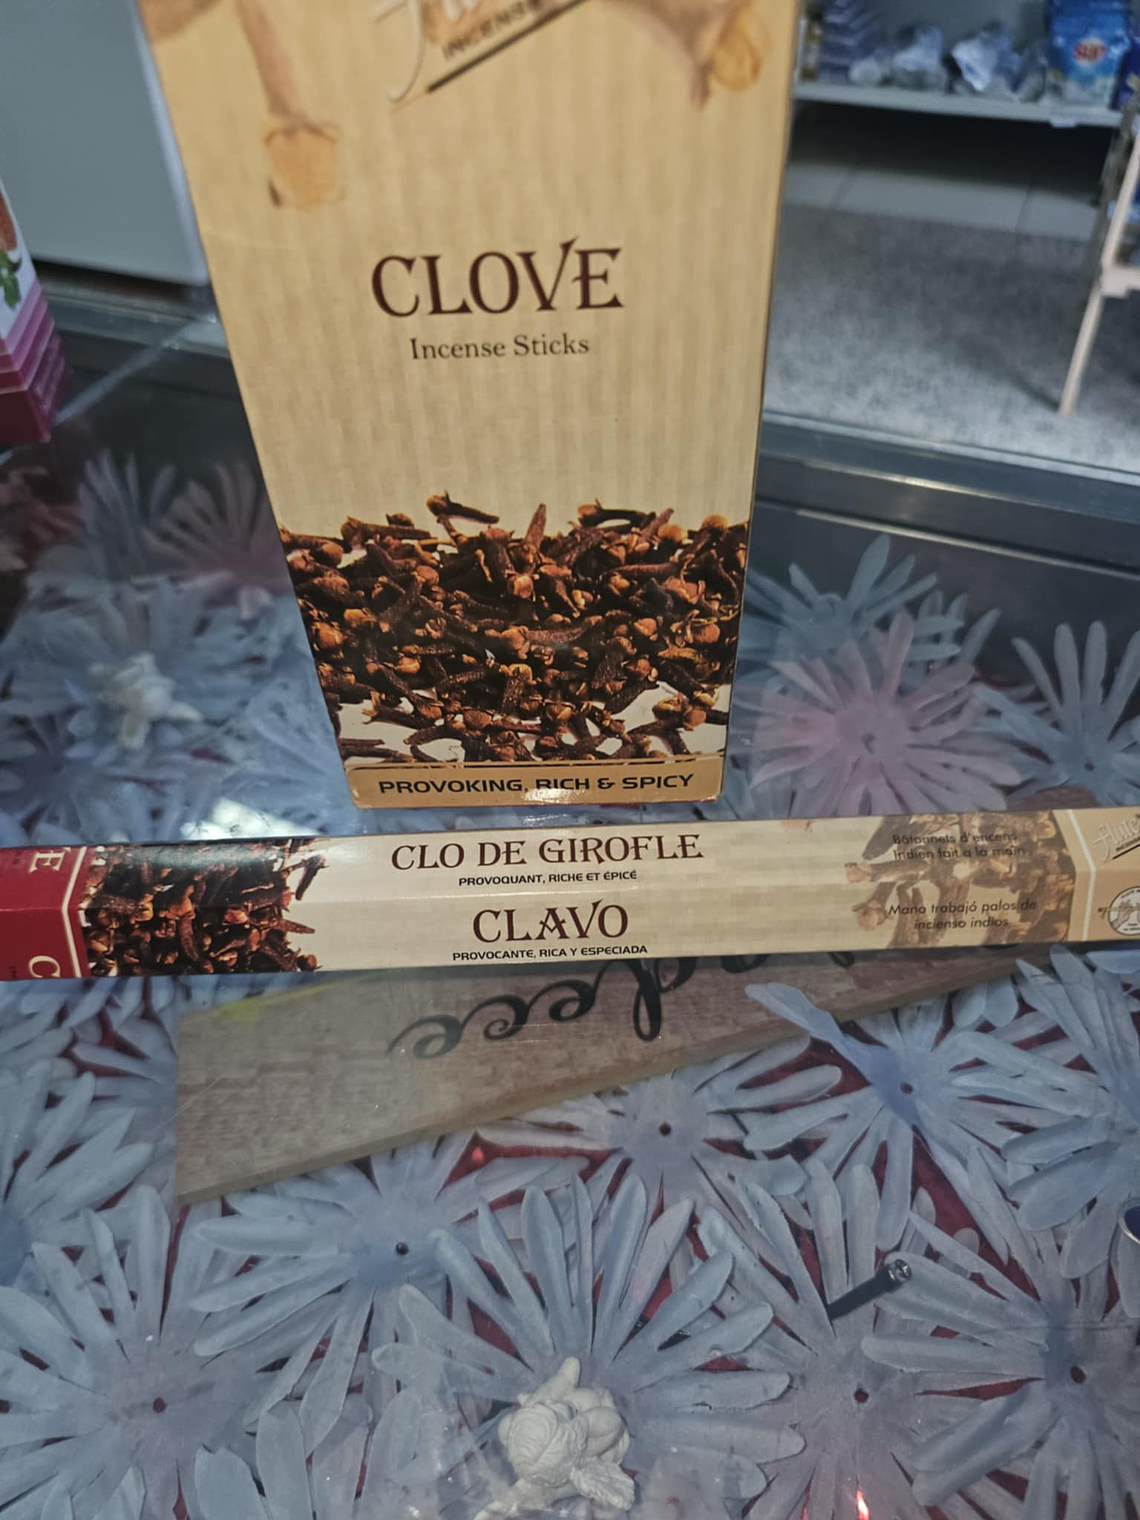 INCENSE
CLOVE
Incense Sticks
PROVOKING, RICH & SPICY
CLO DE GIROFLE
PROVOQUANT, RICHE ET ÉPICÉ
CLAVO
PROVOCANTE, RICA Y ESPECIADA
Bâtonnets d'encens
Indien fait a la main
Mano trabajó palos de
incienso indios